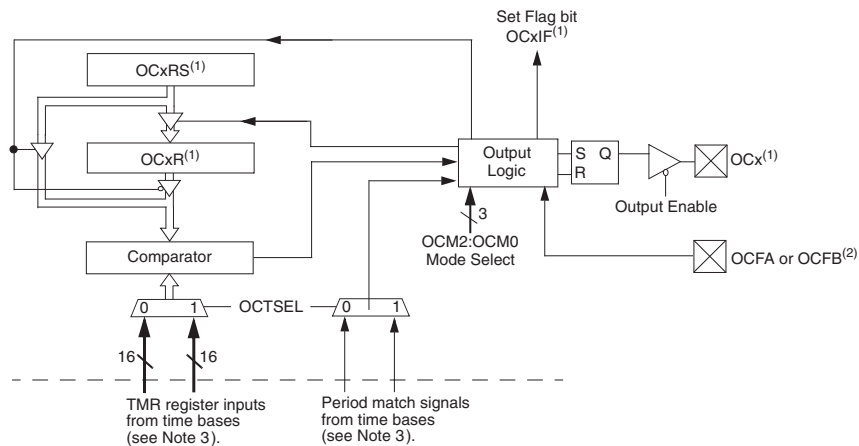 Set Flag bit
OCxIF(1)
OCxRS(1)
OCxR(1)
Output
Logic
S Q
R
OCx(1)
Output Enable
3
OCM2:OCM0
Mode Select
Comparator
OCFA or OCFB(2)
0 1
OCTSEL
0 1
16
16
TMR register inputs
from time bases
(see Note 3).
Period match signals
from time bases
(see Note 3).